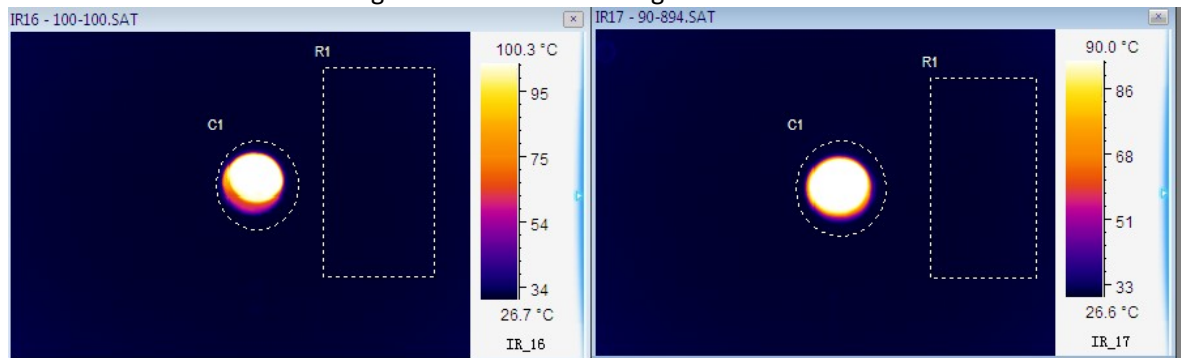 IR16 - 100-100.SAT
R1
C1
100.3 °C
95
75
54
34
26.7 °C
IR_16
IR17 - 90-894.SAT
R1
C1
90.0 °C
86
68
51
33
26.6 °C
IR_17